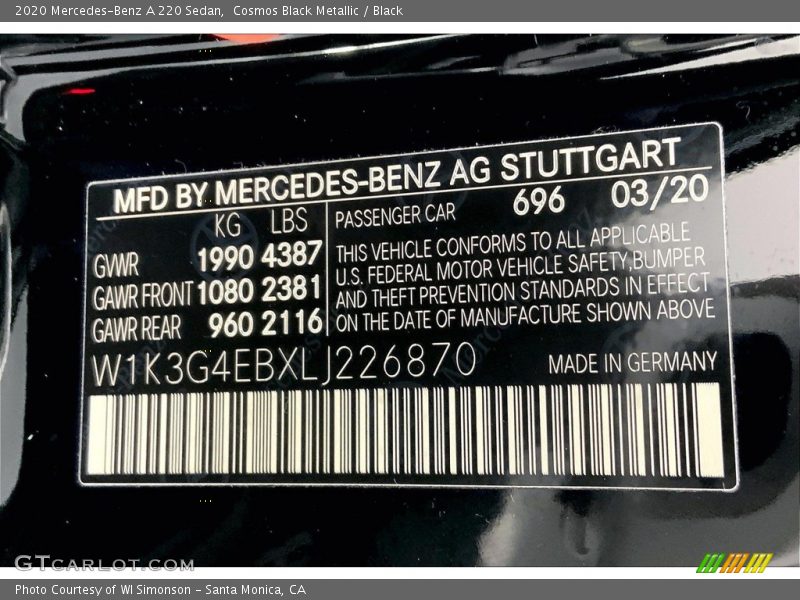 2020 Mercedes-Benz A 220 Sedan, Cosmos Black Metallic / Black
MFD BY MERCEDES-BENZ AG STUTTGART
KG LBS
PASSENGER CAR 696 03/20
GWR 1990 4387
GAWR FRONT 1080 2381
GAWR REAR 960 2116
THIS VEHICLE CONFORMS TO ALL APPLICABLE
U.S. FEDERAL MOTOR VEHICLE SAFETY,BUMPER
AND THEFT PREVENTION STANDARDS IN EFFECT
ON THE DATE OF MANUFACTURE SHOWN ABOVE
W1K3G4EBXLJ226870 MADE IN GERMANY
GTCARLOT.COM
Photo Courtesy of WI Simonson - Santa Monica, CA